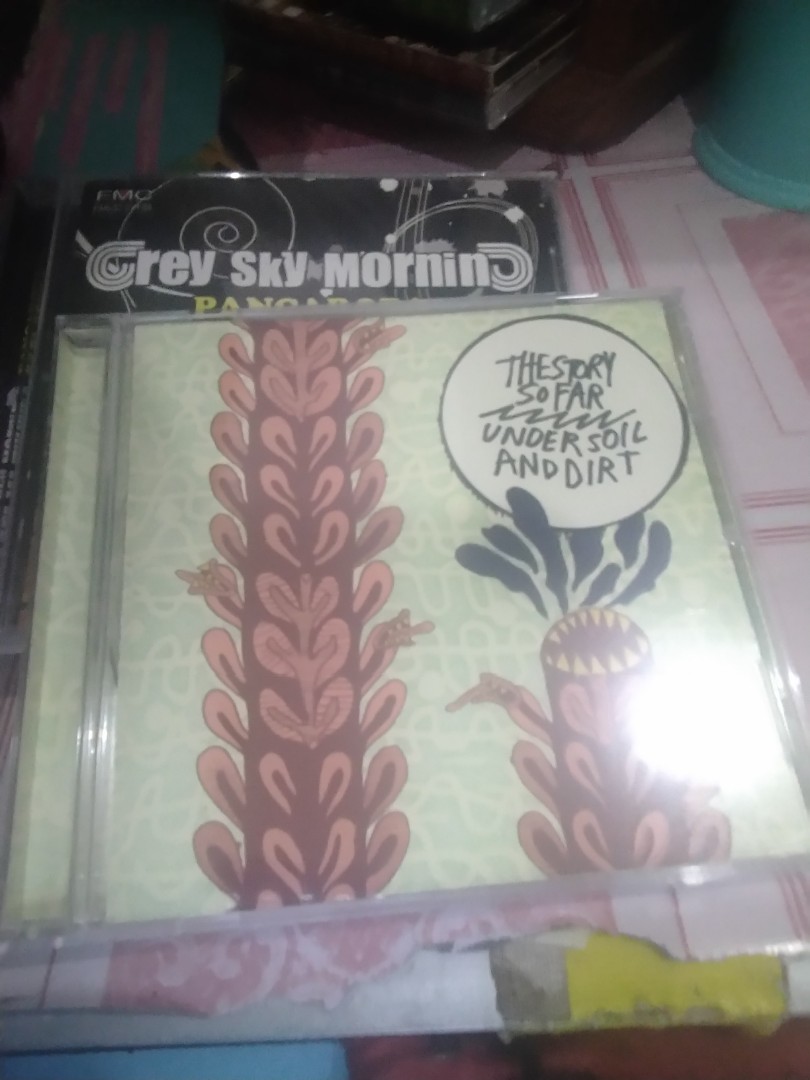 FMC
Grey Sky Morning
THE STORY
SO FAR
UNDER SOIL
AND DIRT